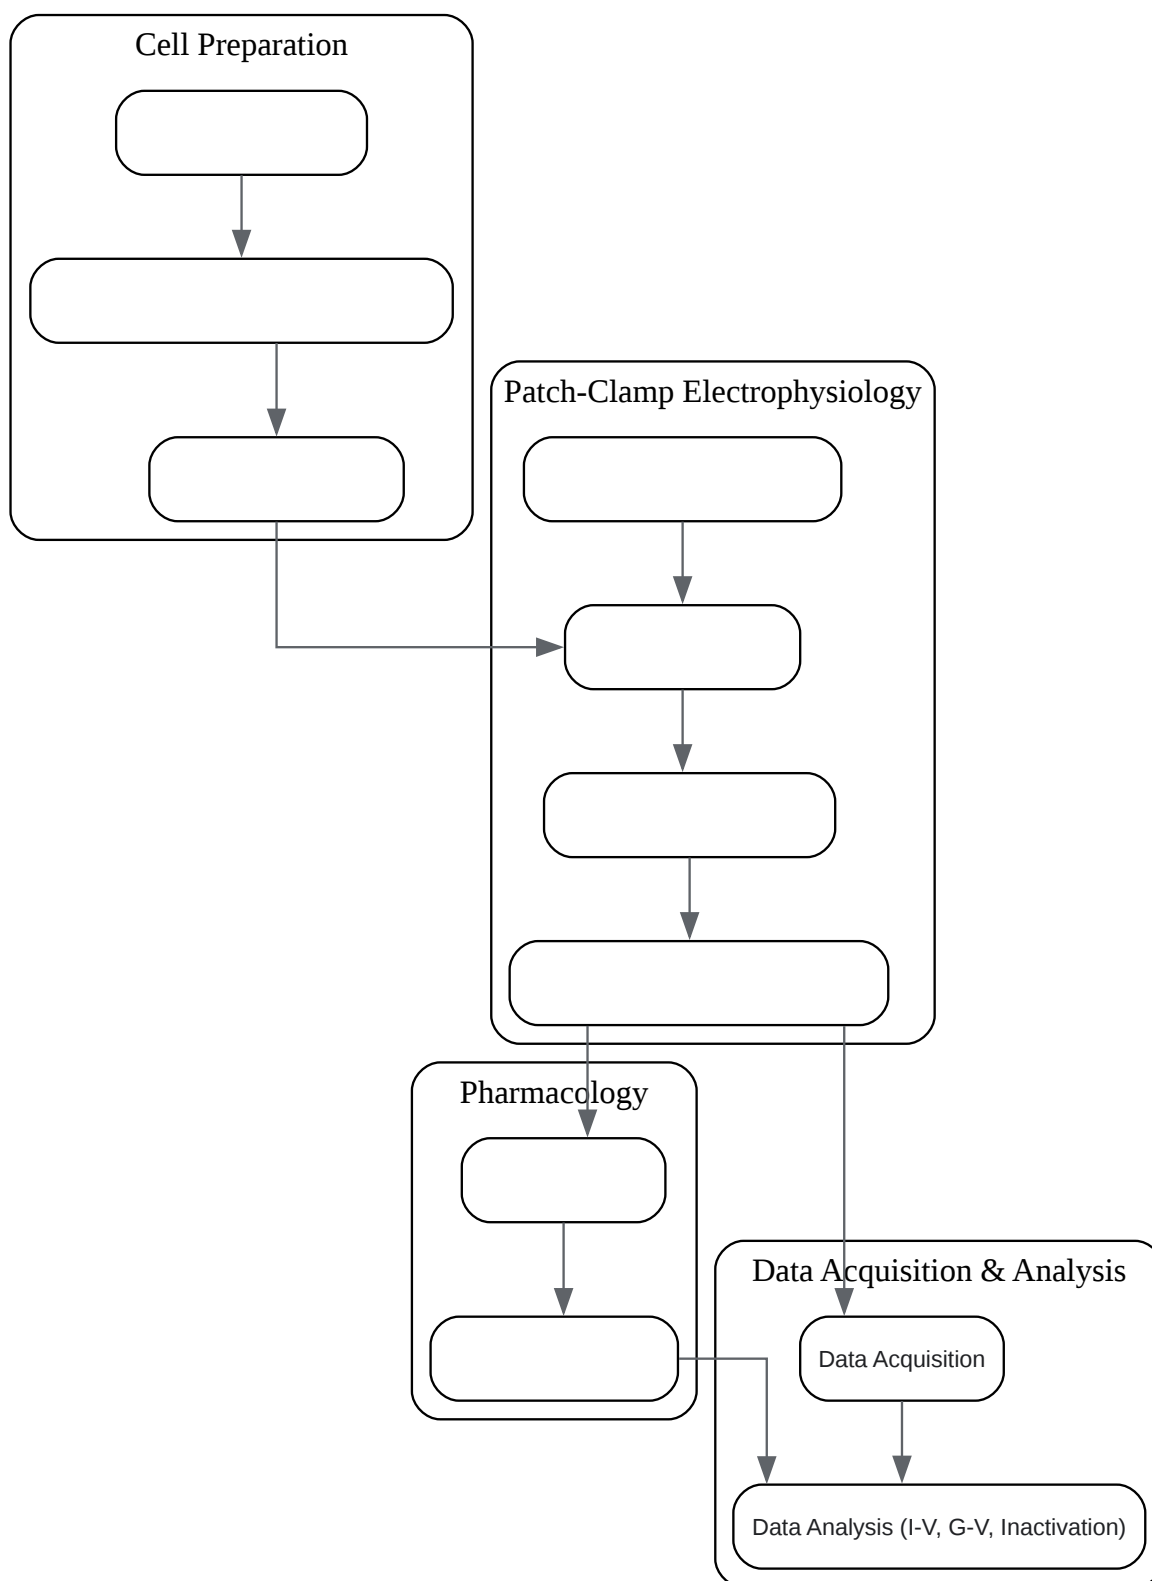 Cell Preparation
Patch-Clamp Electrophysiology
Pharmacology
Data Acquisition & Analysis
Data Acquisition
Data Analysis (I-V, G-V, Inactivation)